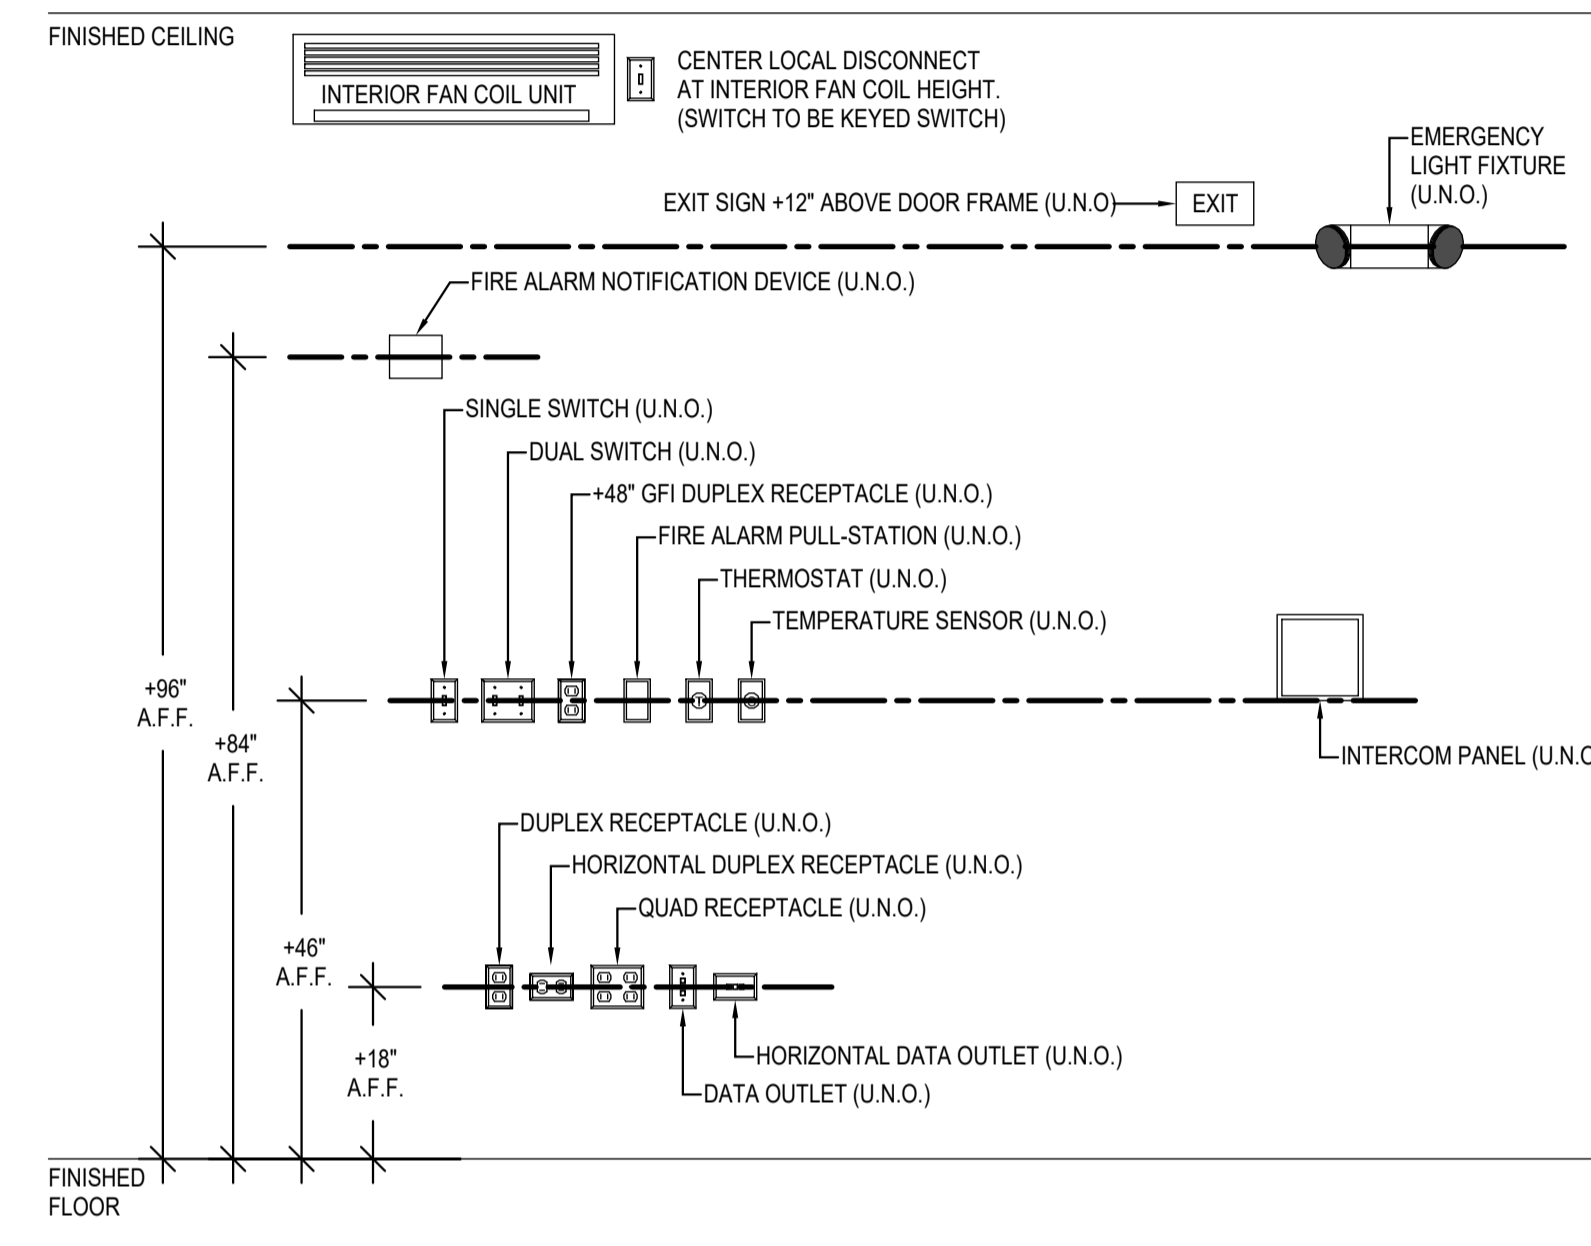 FINISHED CEILING
INTERIOR FAN COIL UNIT
CENTER LOCAL DISCONNECT
AT INTERIOR FAN COIL HEIGHT.
(SWITCH TO BE KEYED SWITCH)
EMERGENCY
LIGHT FIXTURE
(U.N.O.)
EXIT SIGN +12" ABOVE DOOR FRAME (U.N.O)
EXIT
FIRE ALARM NOTIFICATION DEVICE (U.N.O.)
SINGLE SWITCH (U.N.O.)
DUAL SWITCH (U.N.O.)
+48" GFI DUPLEX RECEPTACLE (U.N.O.)
FIRE ALARM PULL-STATION (U.N.O.)
THERMOSTAT (U.N.O.)
TEMPERATURE SENSOR (U.N.O.)
T
+96"
A.F.F.
+84"
A.F.F.
INTERCOM PANEL (U.N.O
DUPLEX RECEPTACLE (U.N.O.)
HORIZONTAL DUPLEX RECEPTACLE (U.N.O.)
QUAD RECEPTACLE (U.N.O.)
+46"
A.F.F.
+18"
A.F.F.
HORIZONTAL DATA OUTLET (U.N.O.)
DATA OUTLET (U.N.O.)
FINISHED
FLOOR